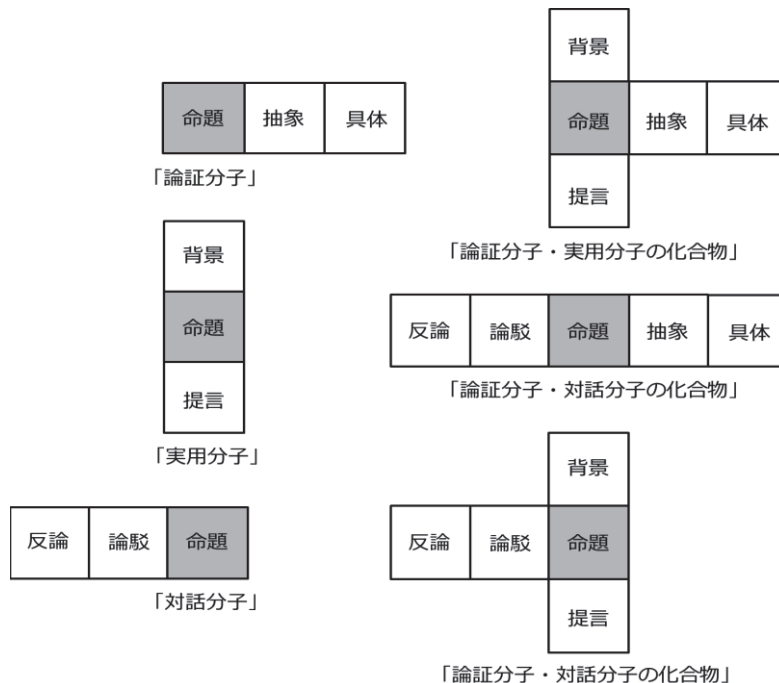 命題 抽象 具体
「論証分子」
背景
命題
提言
「実用分子」
反論 論駁 命題
「対話分子」
背景
命題 抽象 具体
提言
「論証分子・実用分子の化合物」
反論 論駁 命題 抽象 具体
「論証分子・対話分子の化合物」
背景
反論 論駁 命題
提言
「論証分子・対話分子の化合物」